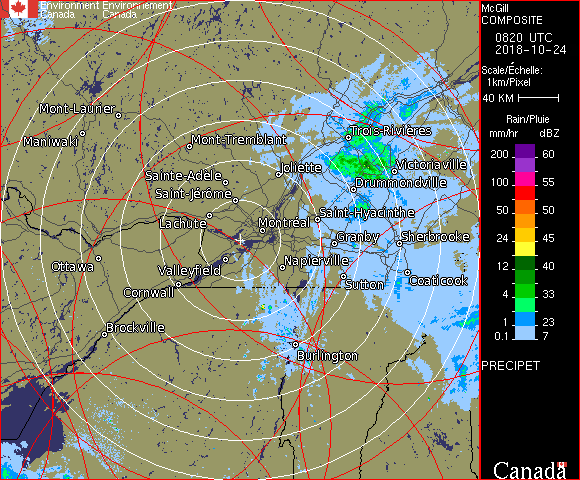 Environment Environnement
Canada Canada
McGill
COMPOSITE
0820 UTC
2018-10-24
Scale/Échelle:
1km/Pixel
40 KM
Rain/Pluie
mm/hr dBZ
200 60
150 57
100 55
50 50
24 45
12 40
4 33
1 23
0.1 7
PRECIPET
Canada
Mont-Laurier
Maniwaki
Mont-Tremblant
Trois-Rivières
Joliette
Victoriaville
Sainte-Adèle
Drummondville
Saint-Jérôme
Lachute
Saint-Hyacinthe
Montréal
Granby
Sherbrooke
Ottawa
Valleyfield
Napierville
Cornwall
Sutton
Coaticook
Brockville
Burlington